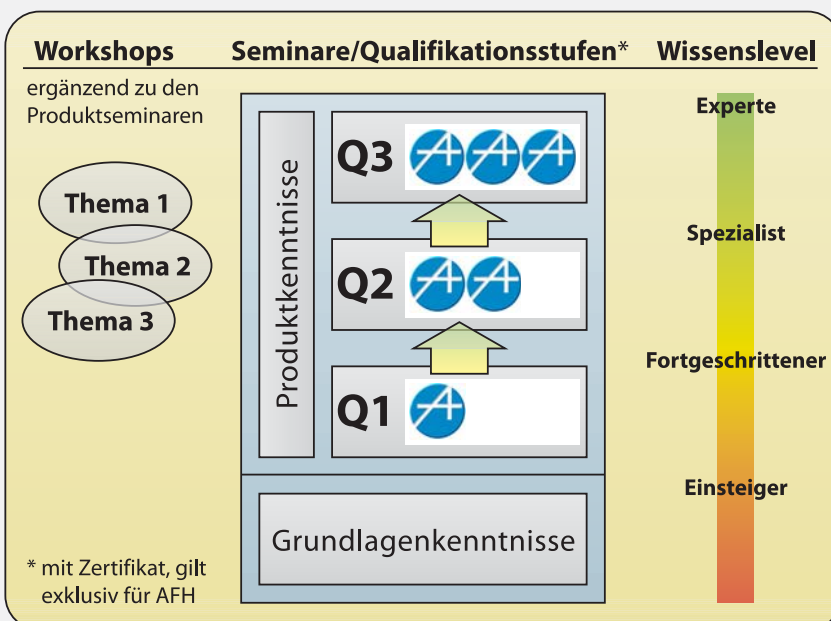 Workshops
ergänzend zu den
Produktseminaren
Thema 1
Thema 2
Thema 3
* mit Zertifikat, gilt
exklusiv für AFH
Seminare/Qualifikationsstufen*
Produktkenntnisse
Q3
Q2
Q1
Grundlagenkenntnisse
Wissenslevel
Experte
Spezialist
Fortgeschrittener
Einsteiger